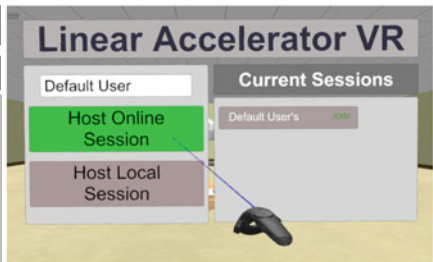 Linear Accelerator VR
Default User
Host Online
Session
Host Local
Session
Current Sessions
Default User's JOIN